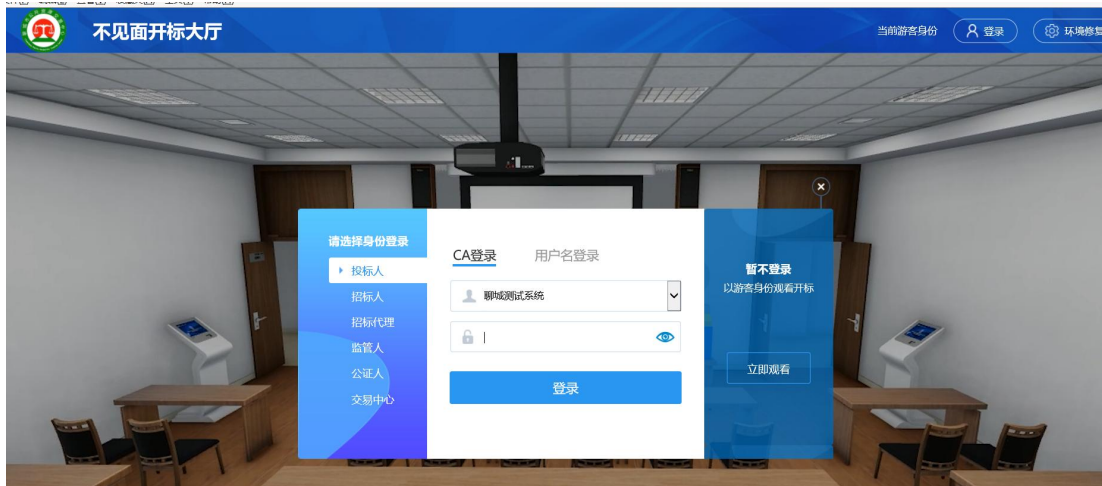 不见面开标大厅
当前游客身份
登录
环境修复
请选择身份登录
投标人
招标人
招标代理
监管人
公证人
交易中心
CA登录 用户名登录
聊城测试系统
登录
暂不登录
以游客身份观看开标
立即观看